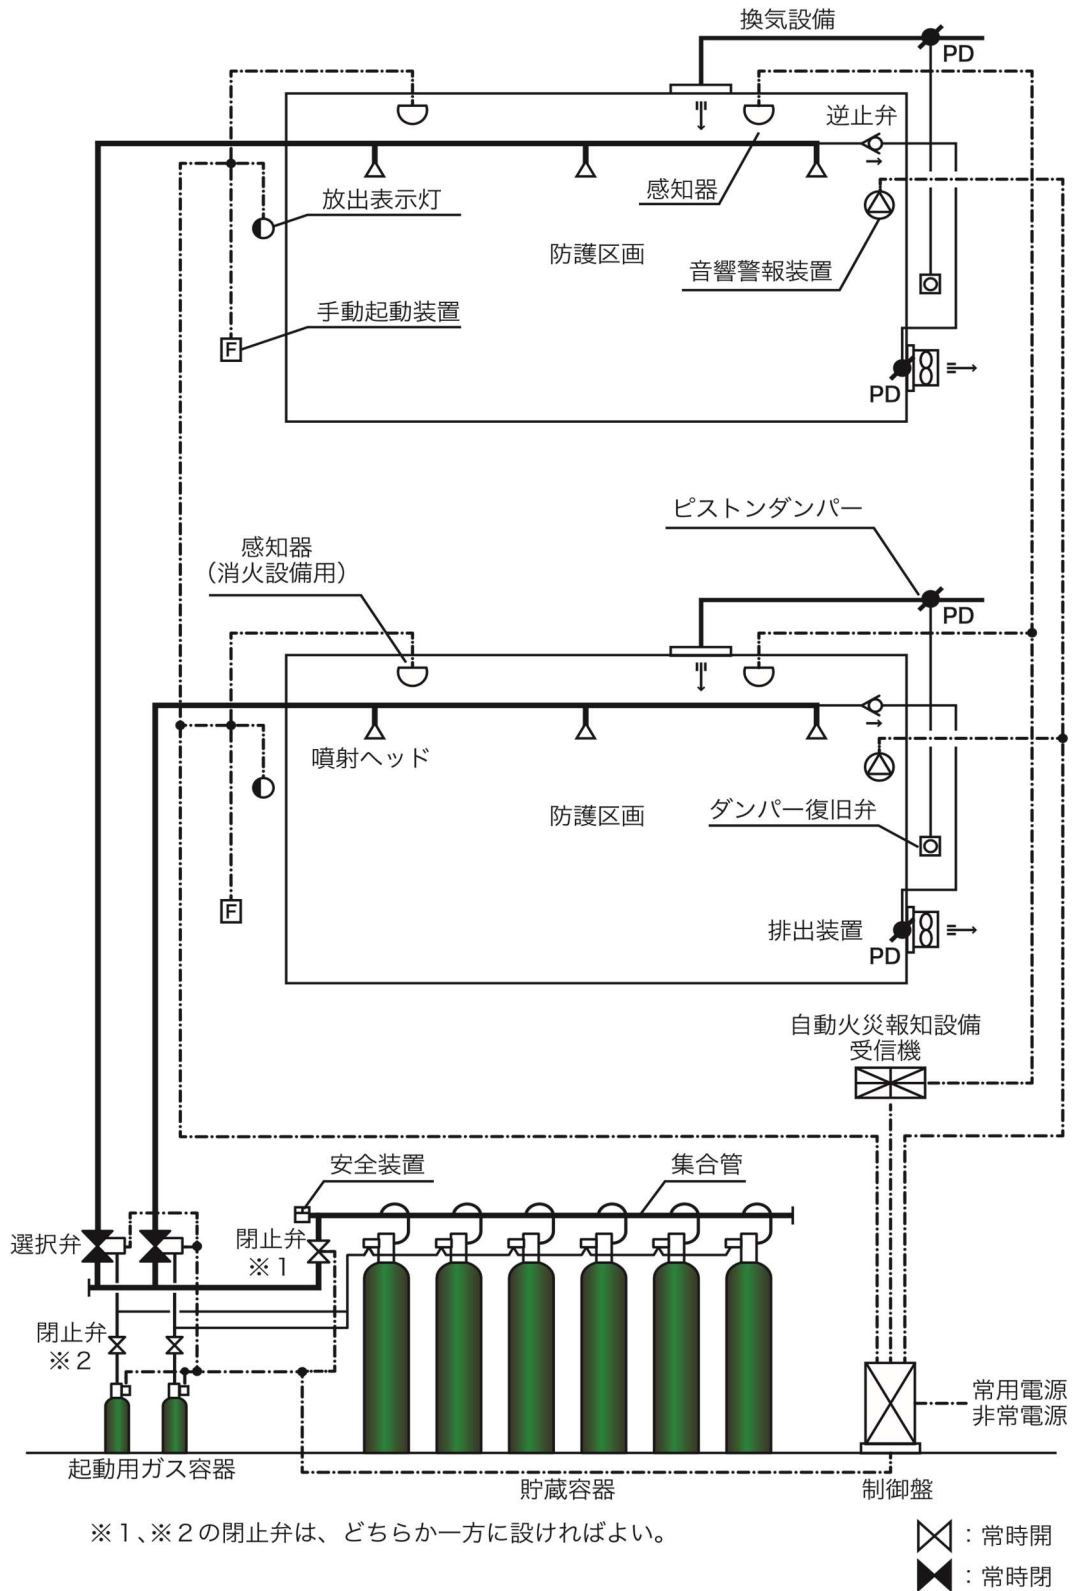 換気設備
PD
逆止弁
感知器
放出表示灯
防護区画
音響警報装置
手動起動装置
F
PD
ピストンダンパー
感知器
(消火設備用)
PD
噴射ヘッド
防護区画
ダンパー復旧弁
F
排出装置
PD
自動火災報知設備
受信機
安全装置
集合管
選択弁
閉止弁
※1
閉止弁
※2
常用電源
非常電源
起動用ガス容器
貯蔵容器
制御盤
※1、※2の閉止弁は、どちらか一方に設ければよい。
：常時開
：常時閉